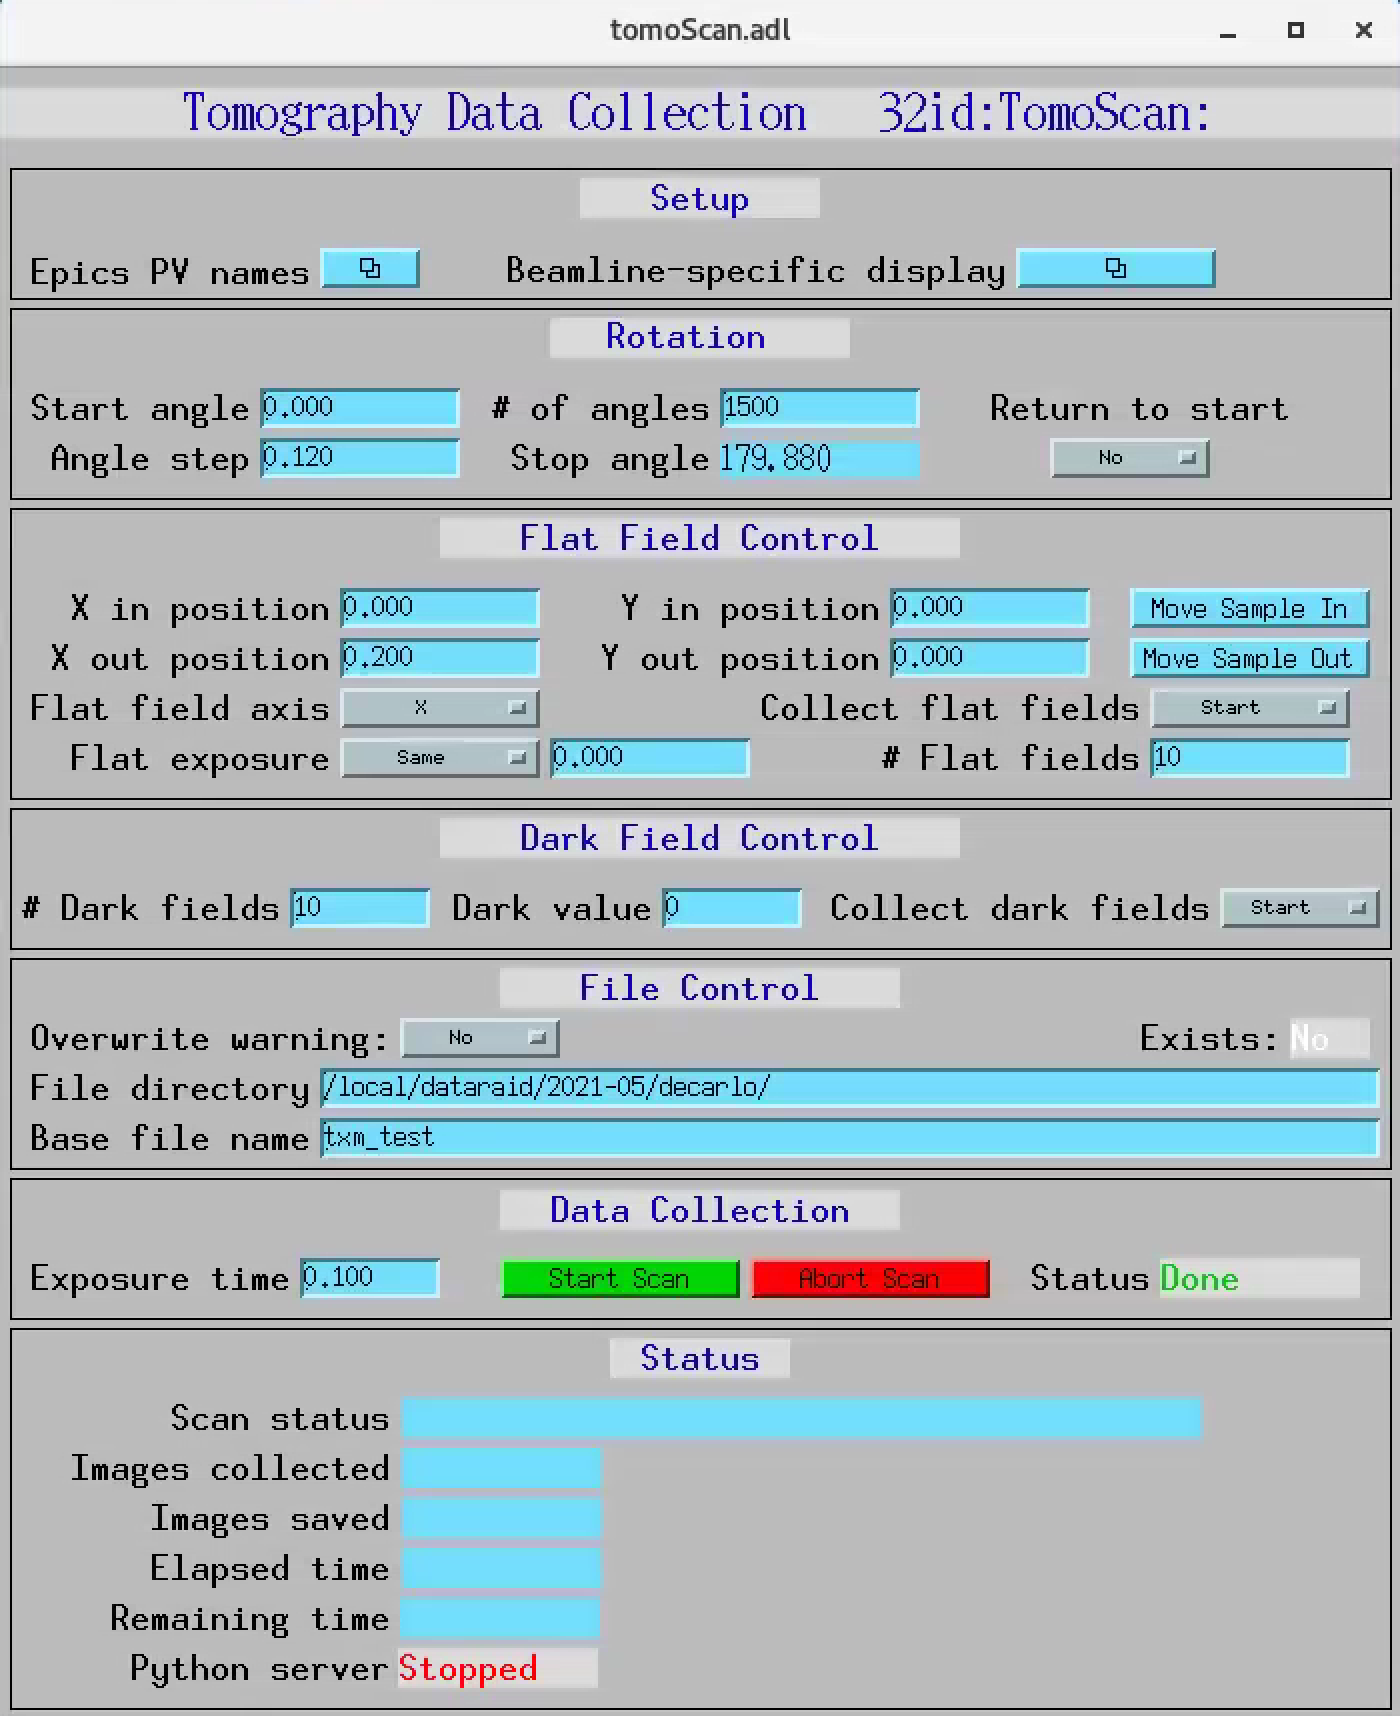 tomoScan.adl
Tomography Data Collection 32id:TomoScan:
Setup
Epics PV names Beamline-specific display
Rotation
Start angle 0.000 # of angles 1500 Return to start
Angle step 0.120 Stop angle 179.880 No
Flat Field Control
X in position 0.000 Y in position 0.000 Move Sample In
X out position 0.200 Y out position 0.000 Move Sample Out
Flat field axis X Collect flat fields Start
Flat exposure Same 0.000 # Flat fields 10
Dark Field Control
# Dark fields 10 Dark value 0 Collect dark fields Start
File Control
Overwrite warning: No Exists: No
File directory /local/dataraid/2021-05/decarlo/
Base file name txm_test
Data Collection
Exposure time 0.100 Start Scan Abort Scan Status Done
Status
Scan status
Images collected
Images saved
Elapsed time
Remaining time
Python server Stopped